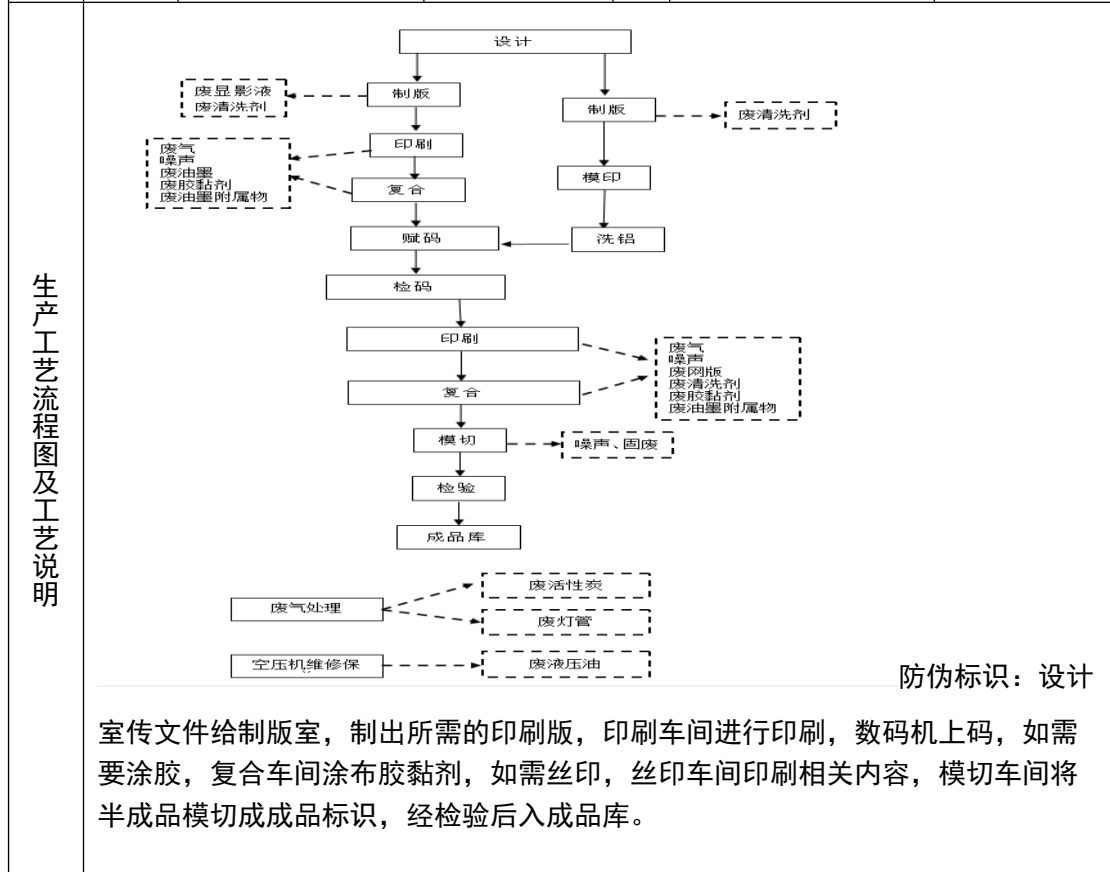 生产工艺流程图及工艺说明
设计
制版
废显影液
废清洗剂
制版
废清洗剂
印刷
废气
噪声
废油墨
废胶黏剂
废油墨附属物
复合
模印
赋码
洗铝
检码
印刷
废气
噪声
废网版
废清洗剂
废胶黏剂
废油墨附属物
复合
模切
噪声、固废
检验
成品库
废气处理
废活性炭
废灯管
空压机维修保
废液压油
防伪标识：设计
室传文件给制版室，制出所需的印刷版，印刷车间进行印刷，数码机上码，如需
要涂胶，复合车间涂布胶黏剂，如需丝印，丝印车间印刷相关内容，模切车间将
半成品模切成成品标识，经检验后入成品库。